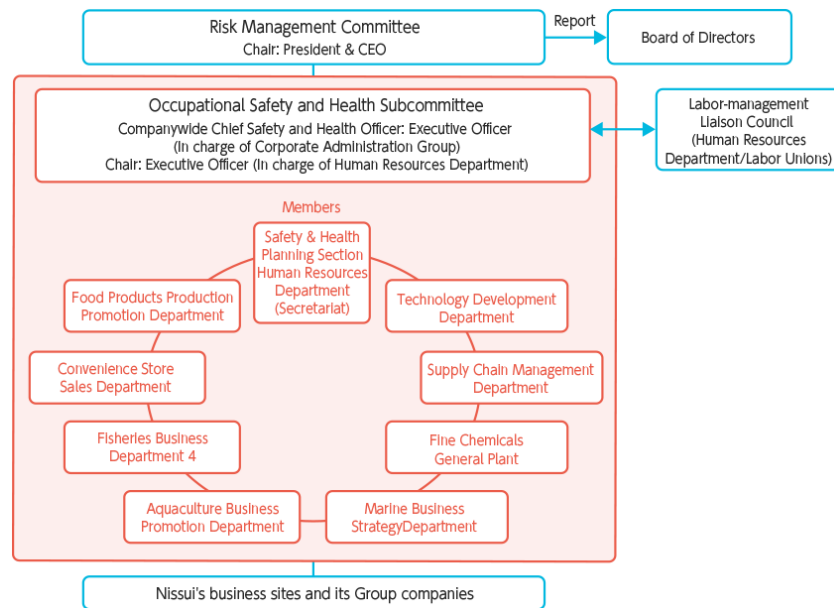 Risk Management Committee
Chair: President & CEO
Report
Board of Directors
Occupational Safety and Health Subcommittee
Companywide Chief Safety and Health Officer: Executive Officer
(In charge of Corporate Administration Group)
Chair: Executive Officer (In charge of Human Resources Department)
Labor-management
Liaison Council
(Human Resources
Department/Labor Unions)
Members
Safety & Health
Planning Section
Human Resources
Department
(Secretariat)
Food Products Production
Promotion Department
Technology Development
Department
Convenience Store
Sales Department
Supply Chain Management
Department
Fisheries Business
Department 4
Fine Chemicals
General Plant
Aquaculture Business
Promotion Department
Marine Business
StrategyDepartment
Nissui's business sites and its Group companies